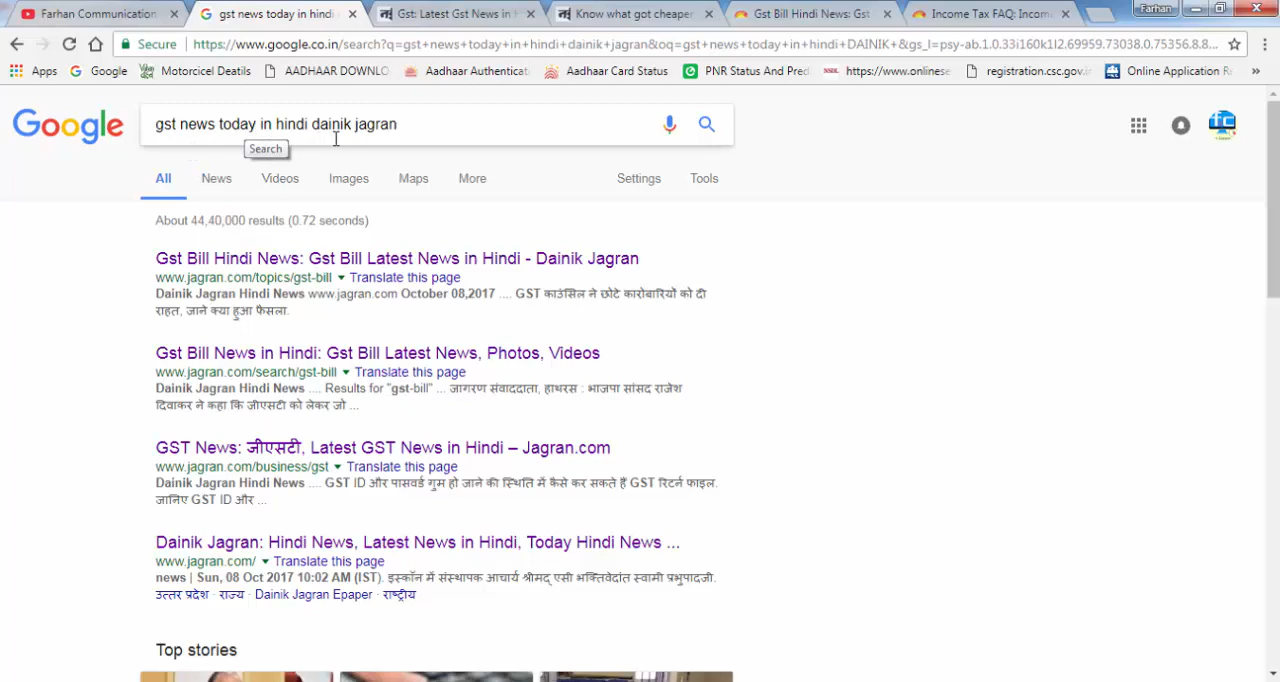 Farhan Communication
gst news today in hindi
Gst: Latest Gst News in
Know what got cheaper
Gst Bill Hindi News: Gst
Income Tax FAQ: Incom
Farhan
Secure
https://www.google.co.in/search?q=gst+news+today+in+hindi+dainik+jagran&oq=gst+news+today+in+hindi+DAINIK+&gs_l=psy-ab.1.0.33i160k1l2.69959.73038.0.75356.8.8...
Apps
Google
Motorcicel Deatils
AADHAAR DOWNLO
Aadhaar Authenticat
Aadhaar Card Status
PNR Status And Pred
https://www.onlinese
registration.csc.gov.i
Online Application R
»
Google
gst news today in hindi dainik jagran
Search
All News Videos Images Maps More Settings Tools
About 44,40,000 results (0.72 seconds)
Gst Bill Hindi News: Gst Bill Latest News in Hindi - Dainik Jagran
www.jagran.com/topics/gst-bill ▾ Translate this page
Dainik Jagran Hindi News www.jagran.com October 08,2017 .... GST काउंसिल ने छोटे कारोबारियों को दी
राहत, जाने क्या हुआ फैसला.
Gst Bill News in Hindi: Gst Bill Latest News, Photos, Videos
www.jagran.com/search/gst-bill ▾ Translate this page
Dainik Jagran Hindi News .... Results for "gst-bill" ... जागरण संवाददाता, हाथरस : भाजपा सांसद राजेश
दिवाकर ने कहा कि जीएसटी को लेकर जो ...
GST News: जीएसटी, Latest GST News in Hindi – Jagran.com
www.jagran.com/business/gst ▾ Translate this page
Dainik Jagran Hindi News .... GST ID और पासवर्ड गुम हो जाने की स्थिति में कैसे कर सकते हैं GST रिटर्न फाइल.
जानिए GST ID और ...
Dainik Jagran: Hindi News, Latest News in Hindi, Today Hindi News ...
www.jagran.com/ ▾ Translate this page
news | Sun, 08 Oct 2017 10:02 AM (IST). इस्कॉन में संस्थापक आचार्य श्रीमद् एसी भक्तिवेदांत स्वामी प्रभुपादजी.
उत्तर प्रदेश · राज्य · Dainik Jagran Epaper · राष्ट्रीय
Top stories